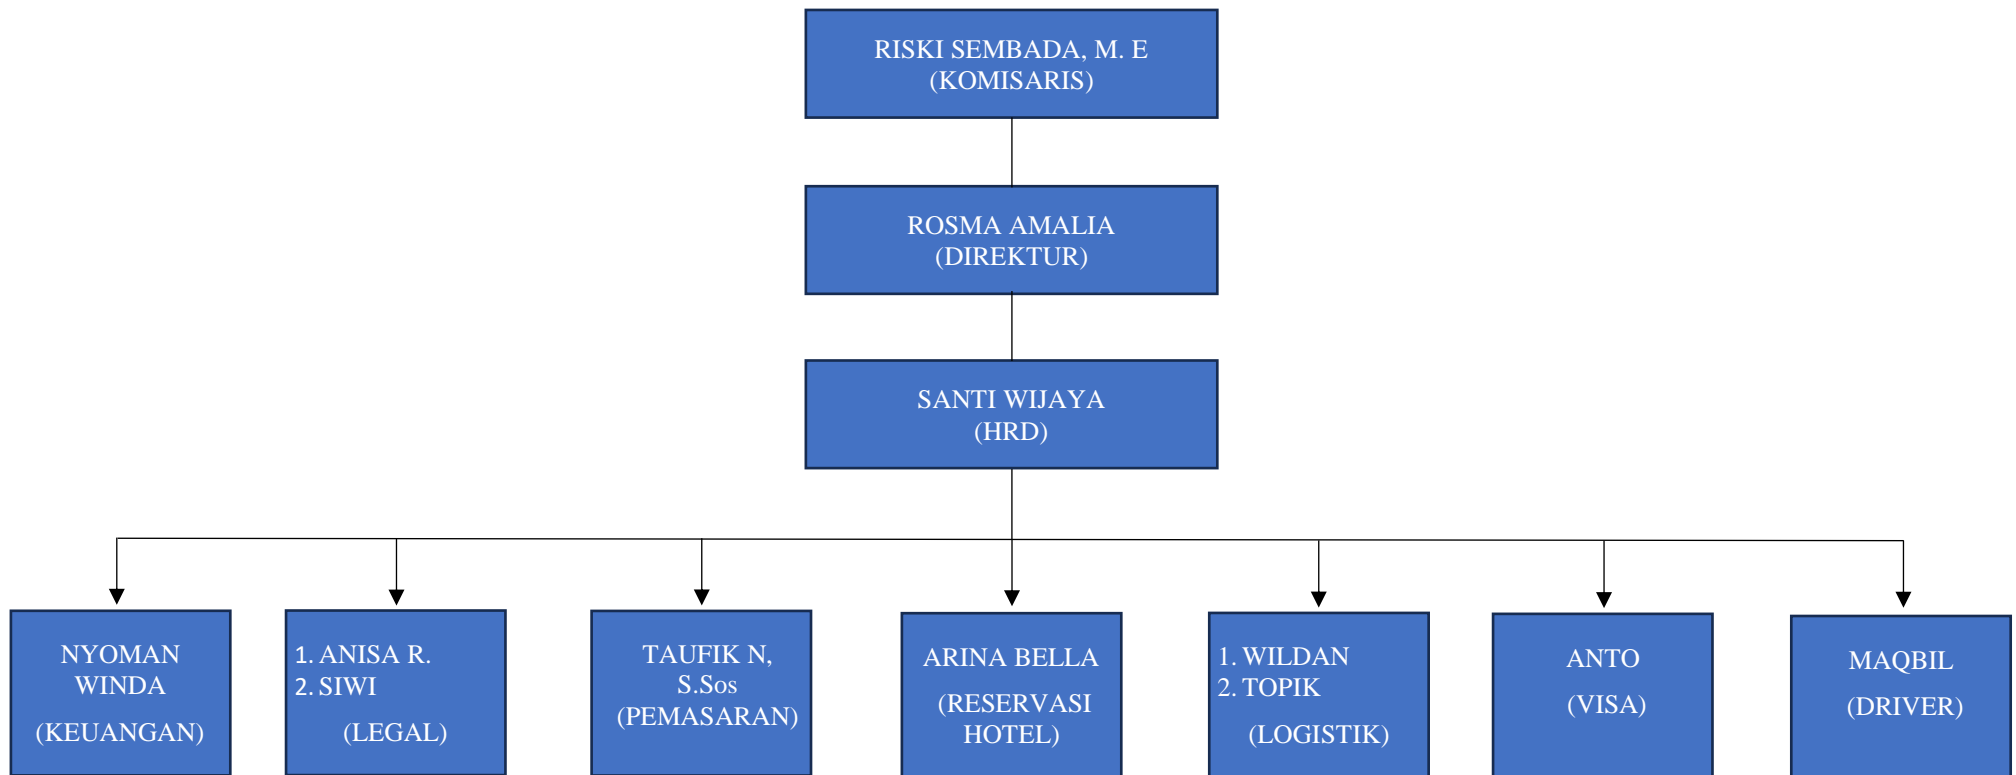 RISKI SEMBADA, M. E
(KOMISARIS)
ROSMA AMALIA
(DIREKTUR)
SANTI WIJAYA
(HRD)
NYOMAN
WINDA
(KEUANGAN)
1. ANISA R.
2. SIWI
(LEGAL)
TAUFIK N,
S.Sos
(PEMASARAN)
ARINA BELLA
(RESERVASI
HOTEL)
1. WILDAN
2. TOPIK
(LOGISTIK)
ANTO
(VISA)
MAQBIL
(DRIVER)